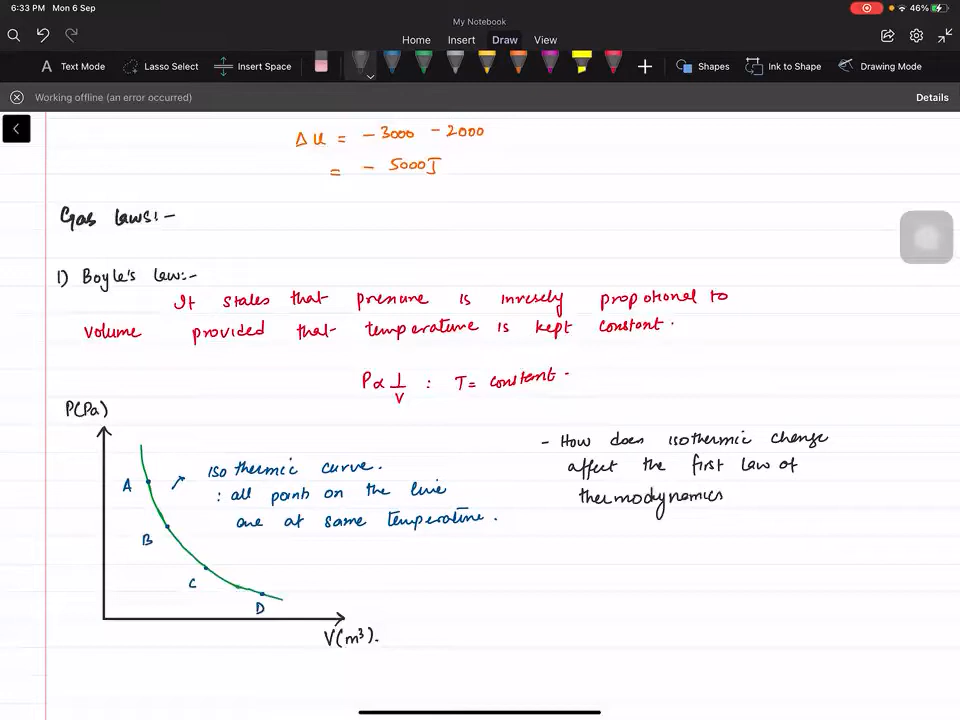 6:33 PM Mon 6 Sep
46%
My Notebook
Home Insert Draw View
Text Mode Lasso Select Insert Space Shapes Ink to Shape Drawing Mode
Working offline (an error occurred) Details
Δu = - 3000 - 2000
= - 5000J
Gas laws:-
1) Boyle's law:-
It states that pressure is inversely propotional to
volume provided that temperature is kept constant.
P∝ 1/V : T= constant.
P(Pa)
- How does isothermic change
affect the first law of
thermodynamics
iso thermic curve.
: all points on the line
are at same temperature.
A
B
C
D
V(m³).